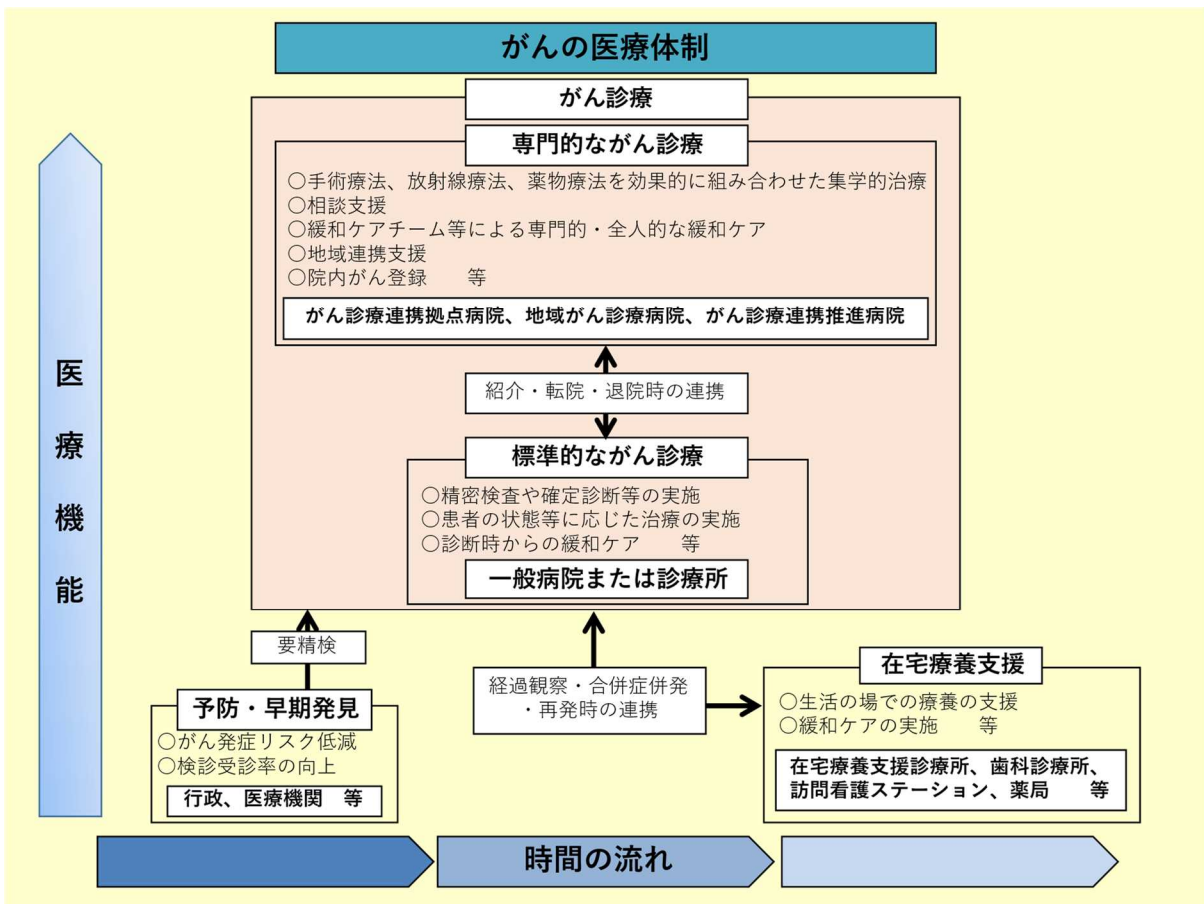 がんの医療体制
がん診療
専門的ながん診療
○手術療法、放射線療法、薬物療法を効果的に組み合わせた集学的治療
○相談支援
○緩和ケアチーム等による専門的・全人的な緩和ケア
○地域連携支援
○院内がん登録　　等
がん診療連携拠点病院、地域がん診療病院、がん診療連携推進病院
紹介・転院・退院時の連携
標準的ながん診療
○精密検査や確定診断等の実施
○患者の状態等に応じた治療の実施
○診断時からの緩和ケア　　等
一般病院または診療所
医療機能
要精検
予防・早期発見
○がん発症リスク低減
○検診受診率の向上
行政、医療機関　等
経過観察・合併症併発
・再発時の連携
在宅療養支援
○生活の場での療養の支援
○緩和ケアの実施　　等
在宅療養支援診療所、歯科診療所、
訪問看護ステーション、薬局　　等
時間の流れ